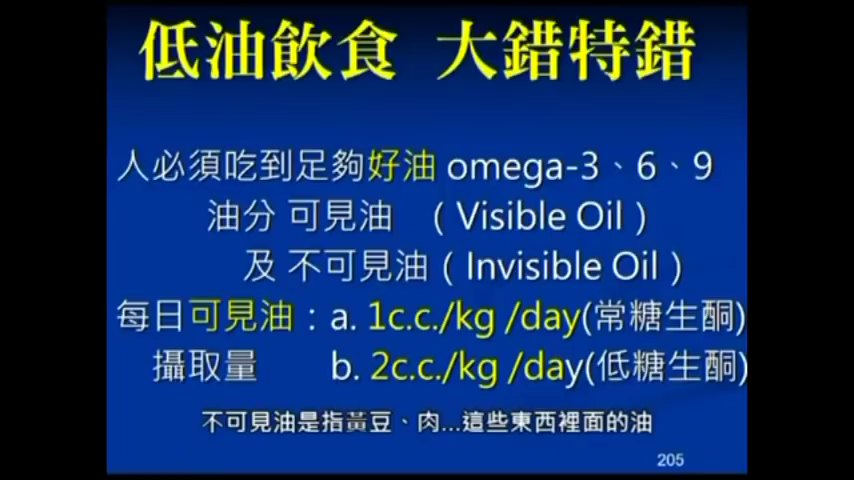 低油飲食 大錯特錯
人必須吃到足夠好油 omega-3、6、9
油分 可見油 （Visible Oil）
及 不可見油（Invisible Oil）
每日可見油：a. 1c.c./kg /day(常糖生酮)
攝取量 b. 2c.c./kg /day(低糖生酮)
不可見油是指黃豆、肉...這些東西裡面的油
205